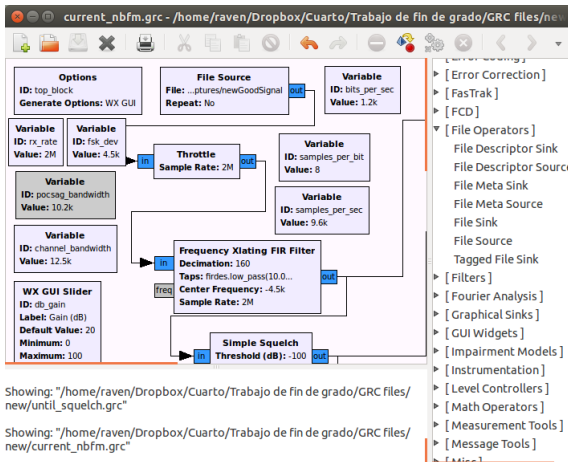 current_nbfm.grc - /home/raven/Dropbox/Cuarto/Trabajo de fin de grado/GRC files/new
Options
ID: top_block
Generate Options: WX GUI
File Source
File: ...ptures/newGoodSignal
Repeat: No
out
Variable
ID: bits_per_sec
Value: 1.2k
Variable
ID: rx_rate
Value: 2M
Variable
ID: fsk_dev
Value: 4.5k
in
Throttle
Sample Rate: 2M
out
Variable
ID: samples_per_bit
Value: 8
Variable
ID: pocsag_bandwidth
Value: 10.2k
Variable
ID: samples_per_sec
Value: 9.6k
Variable
ID: channel_bandwidth
Value: 12.5k
in
freq
Frequency Xlating FIR Filter
Decimation: 160
Taps: firdes.low_pass(10.0...
Center Frequency: -4.5k
Sample Rate: 2M
out
WX GUI Slider
ID: db_gain
Label: Gain (dB)
Default Value: 20
Minimum: 0
Maximum: 100
in
Simple Squelch
Threshold (dB): -100
out
Showing: "/home/raven/Dropbox/Cuarto/Trabajo de fin de grado/GRC files/
new/until_squelch.grc"
Showing: "/home/raven/Dropbox/Cuarto/Trabajo de fin de grado/GRC files/
new/current_nbfm.grc"
[ Error Coding ]
[ Error Correction ]
[ FasTrak ]
[ FCD ]
[ File Operators ]
File Descriptor Sink
File Descriptor Source
File Meta Sink
File Meta Source
File Sink
File Source
Tagged File Sink
[ Filters ]
[ Fourier Analysis ]
[ Graphical Sinks ]
[ GUI Widgets ]
[ Impairment Models ]
[ Instrumentation ]
[ Level Controllers ]
[ Math Operators ]
[ Measurement Tools ]
[ Message Tools ]
[ Misc ]